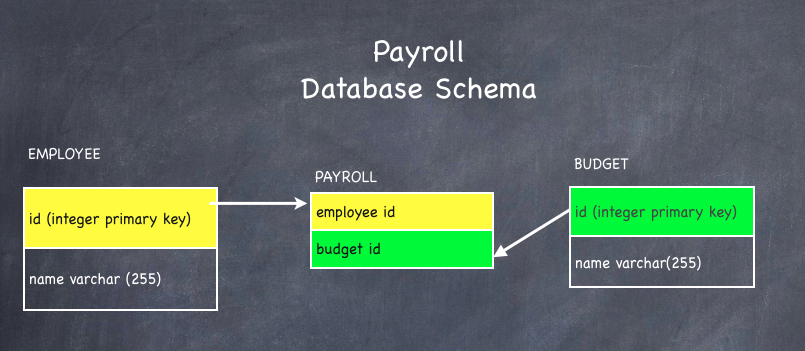 Payroll
Database Schema
EMPLOYEE
id (integer primary key)
name varchar (255)
PAYROLL
employee id
budget id
BUDGET
id (integer primary key)
name varchar(255)